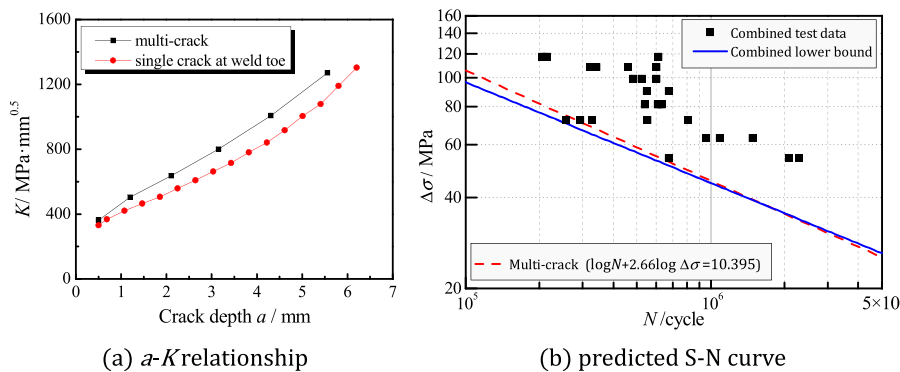 multi-crack
single crack at weld toe
1600
1200
800
400
0
K/ MPa·mm^0.5
0 1 2 3 4 5 6 7
Crack depth a / mm
(a) a-K relationship
160
120
100
80
60
40
20
Δσ/ MPa
Combined test data
Combined lower bound
Multi-crack (logN+2.66log Δσ=10.395)
10^5 10^6 5×10
N/cycle
(b) predicted S-N curve